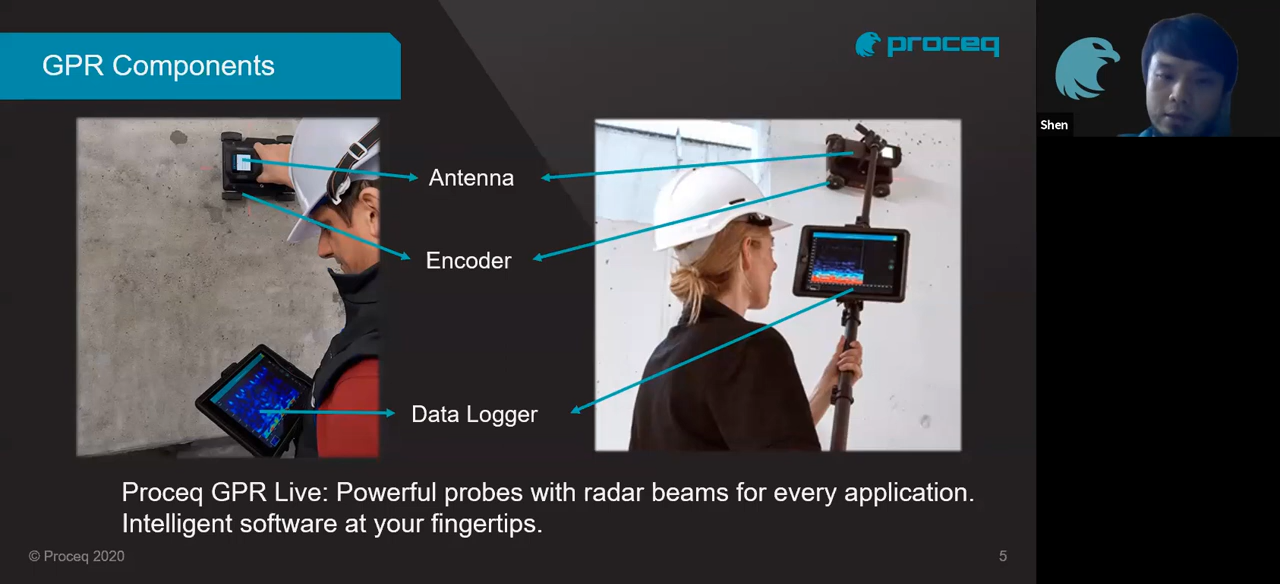 GPR Components
proceq
Shen
Antenna
Encoder
Data Logger
Proceq GPR Live: Powerful probes with radar beams for every application.
Intelligent software at your fingertips.
© Proceq 2020
5